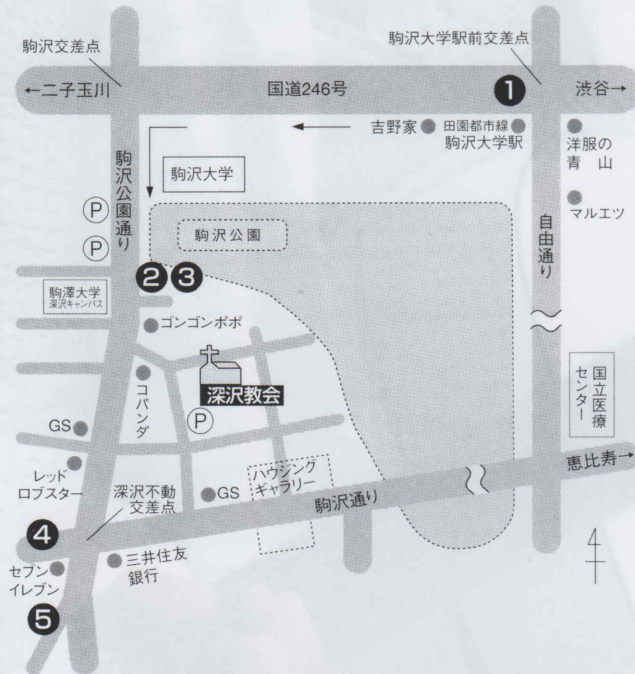 駒沢交差点
駒沢大学駅前交差点
←二子玉川
国道246号
❶
渋谷→
吉野家
田園都市線
駒沢大学駅
洋服の
青山
マルエツ
駒沢公園通り
駒沢大学
駒沢公園
自由通り
Ⓟ
Ⓟ
❷ ❸
駒澤大学
深沢キャンパス
ゴンゴンポポ
コパンダ
深沢教会
Ⓟ
国立医療
センター
GS
レッド
ロブスター
深沢不動
交差点
GS
ハウジング
ギャラリー
駒沢通り
恵比寿→
❹
セブン
イレブン
三井住友
銀行
❺
4